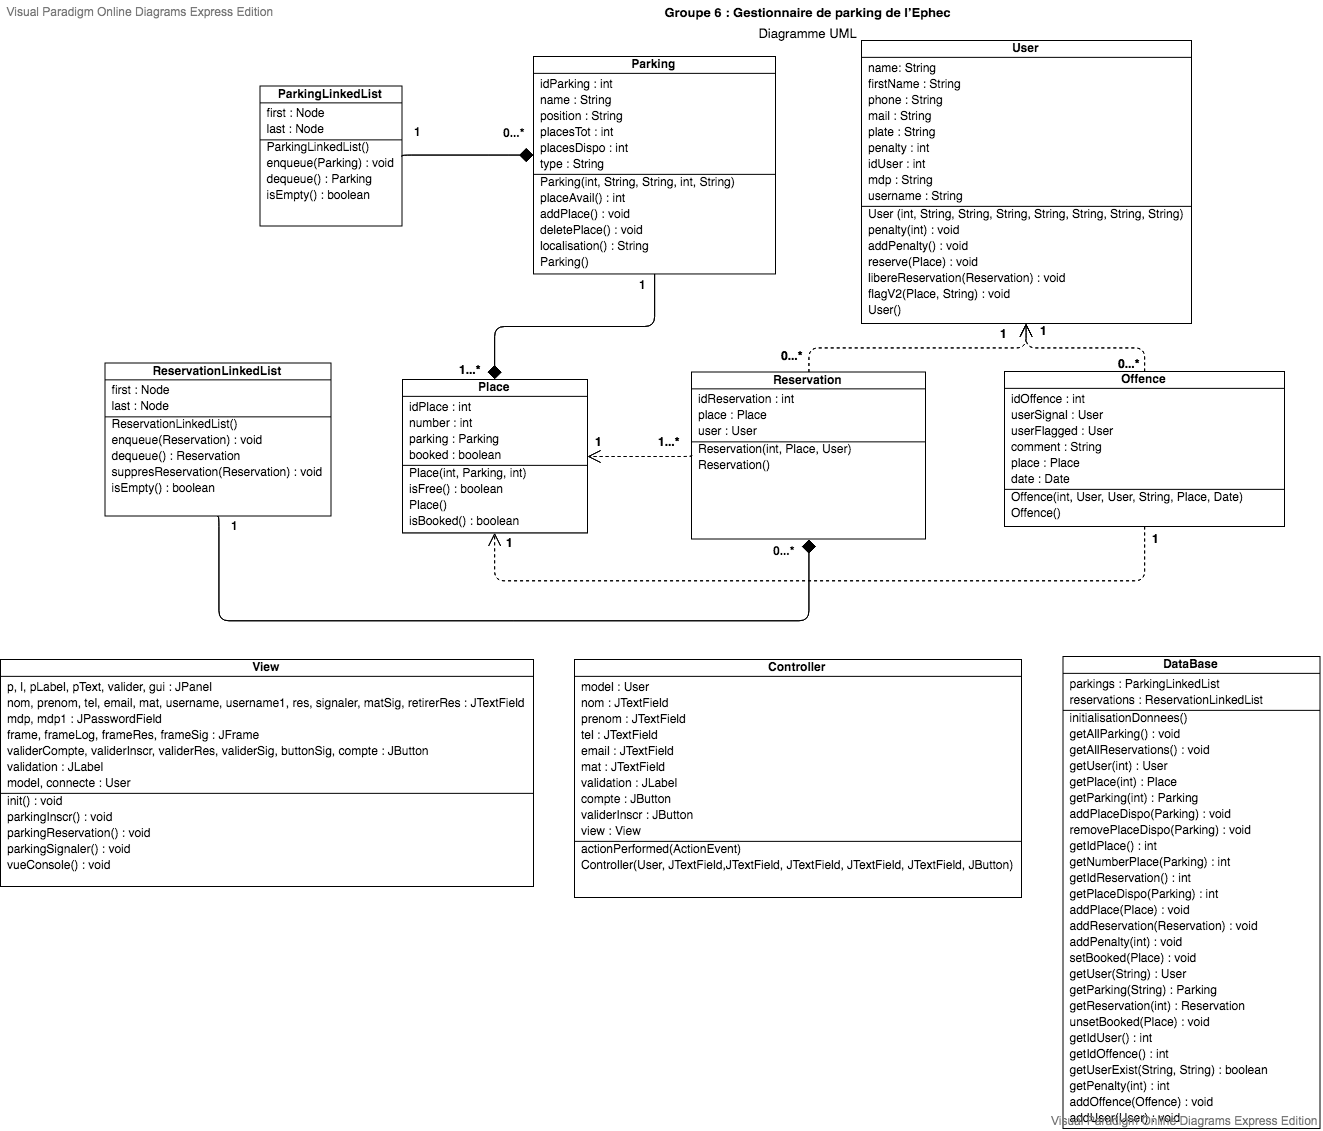 Visual Paradigm Online Diagrams Express Edition
Groupe 6 : Gestionnaire de parking de l'Ephec
Diagramme UML
ParkingLinkedList
first : Node
last : Node
ParkingLinkedList()
enqueue(Parking) : void
dequeue() : Parking
isEmpty() : boolean
1
0...*
Parking
idParking : int
name : String
position : String
placesTot : int
placesDispo : int
type : String
Parking(int, String, String, int, String)
placeAvail() : int
addPlace() : void
deletePlace() : void
localisation() : String
Parking()
1
User
name: String
firstName : String
phone : String
mail : String
plate : String
penalty : int
idUser : int
mdp : String
username : String
User (int, String, String, String, String, String, String, String)
penalty(int) : void
addPenalty() : void
reserve(Place) : void
libereReservation(Reservation) : void
flagV2(Place, String) : void
User()
1
1
0...*
0...*
ReservationLinkedList
first : Node
last : Node
ReservationLinkedList()
enqueue(Reservation) : void
dequeue() : Reservation
suppresReservation(Reservation) : void
isEmpty() : boolean
1
1...*
Place
idPlace : int
number : int
parking : Parking
booked : boolean
Place(int, Parking, int)
isFree() : boolean
Place()
isBooked() : boolean
1
1
1...*
Reservation
idReservation : int
place : Place
user : User
Reservation(int, Place, User)
Reservation()
0...*
Offence
idOffence : int
userSignal : User
userFlagged : User
comment : String
place : Place
date : Date
Offence(int, User, User, String, Place, Date)
Offence()
1
View
p, l, pLabel, pText, valider, gui : JPanel
nom, prenom, tel, email, mat, username, username1, res, signaler, matSig, retirerRes : JTextField
mdp, mdp1 : JPasswordField
frame, frameLog, frameRes, frameSig : JFrame
validerCompte, validerInscr, validerRes, validerSig, buttonSig, compte : JButton
validation : JLabel
model, connecte : User
init() : void
parkingInscr() : void
parkingReservation() : void
parkingSignaler() : void
vueConsole() : void
Controller
model : User
nom : JTextField
prenom : JTextField
tel : JTextField
email : JTextField
mat : JTextField
validation : JLabel
compte : JButton
validerInscr : JButton
view : View
actionPerformed(ActionEvent)
Controller(User, JTextField,JTextField, JTextField, JTextField, JTextField, JButton)
DataBase
parkings : ParkingLinkedList
reservations : ReservationLinkedList
initialisationDonnees()
getAllParking() : void
getAllReservations() : void
getUser(int) : User
getPlace(int) : Place
getParking(int) : Parking
addPlaceDispo(Parking) : void
removePlaceDispo(Parking) : void
getIdPlace() : int
getNumberPlace(Parking) : int
getIdReservation() : int
getPlaceDispo(Parking) : int
addPlace(Place) : void
addReservation(Reservation) : void
addPenalty(int) : void
setBooked(Place) : void
getUser(String) : User
getParking(String) : Parking
getReservation(int) : Reservation
unsetBooked(Place) : void
getIdUser() : int
getIdOffence() : int
getUserExist(String, String) : boolean
getPenalty(int) : int
addOffence(Offence) : void
addUser(User) : void
Visual Paradigm Online Diagrams Express Edition